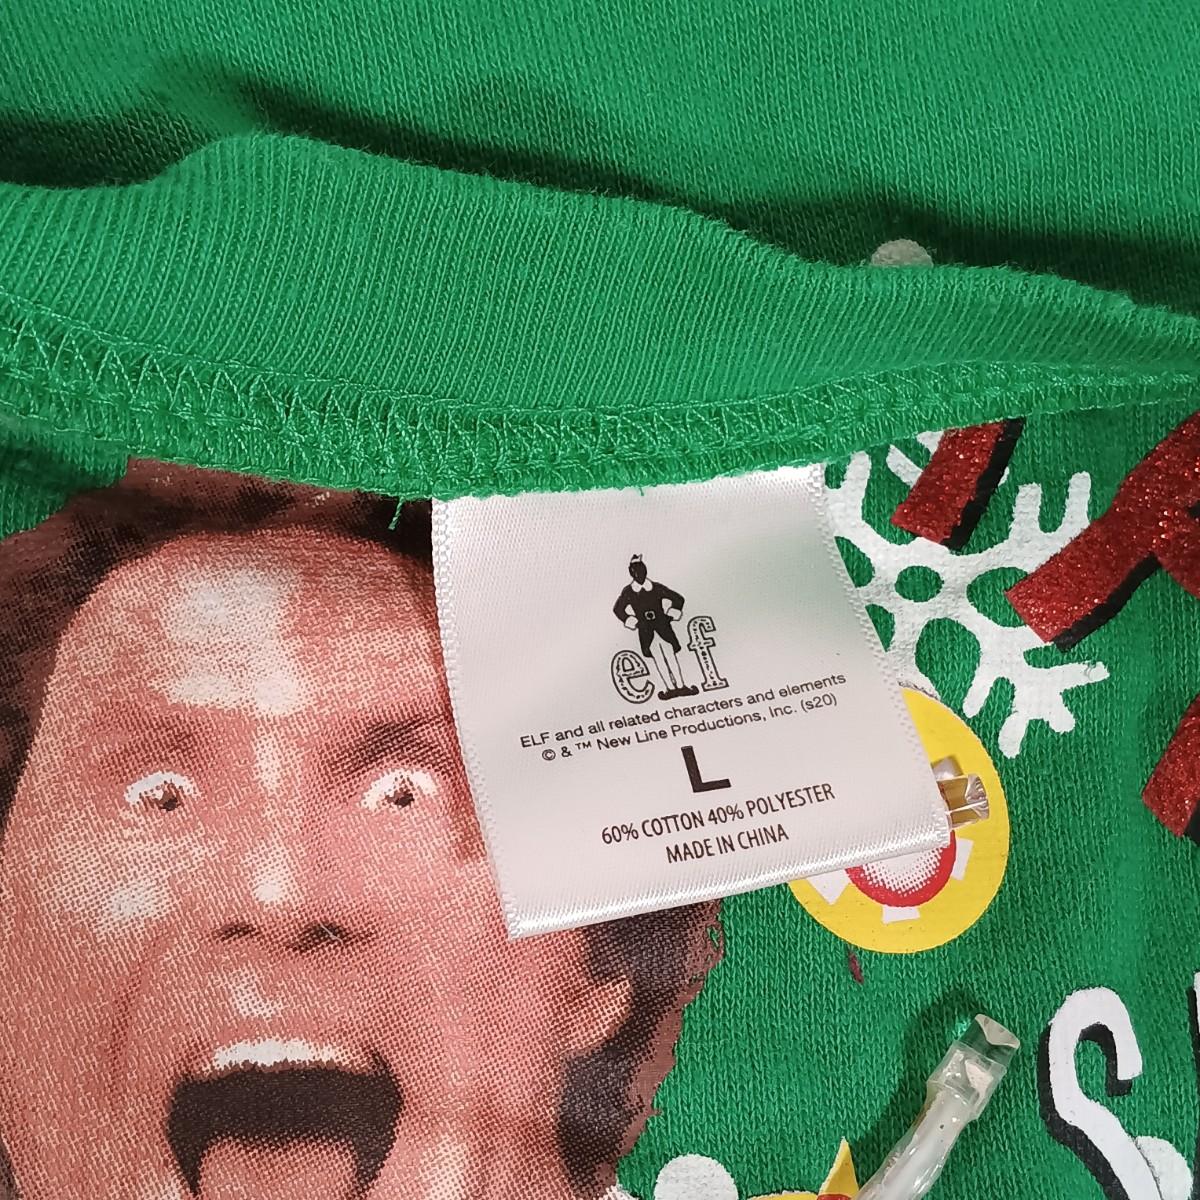 elf
ELF and all related characters and elements
© & ™ New Line Productions, Inc. (s20)
L
60% COTTON 40% POLYESTER
MADE IN CHINA
S